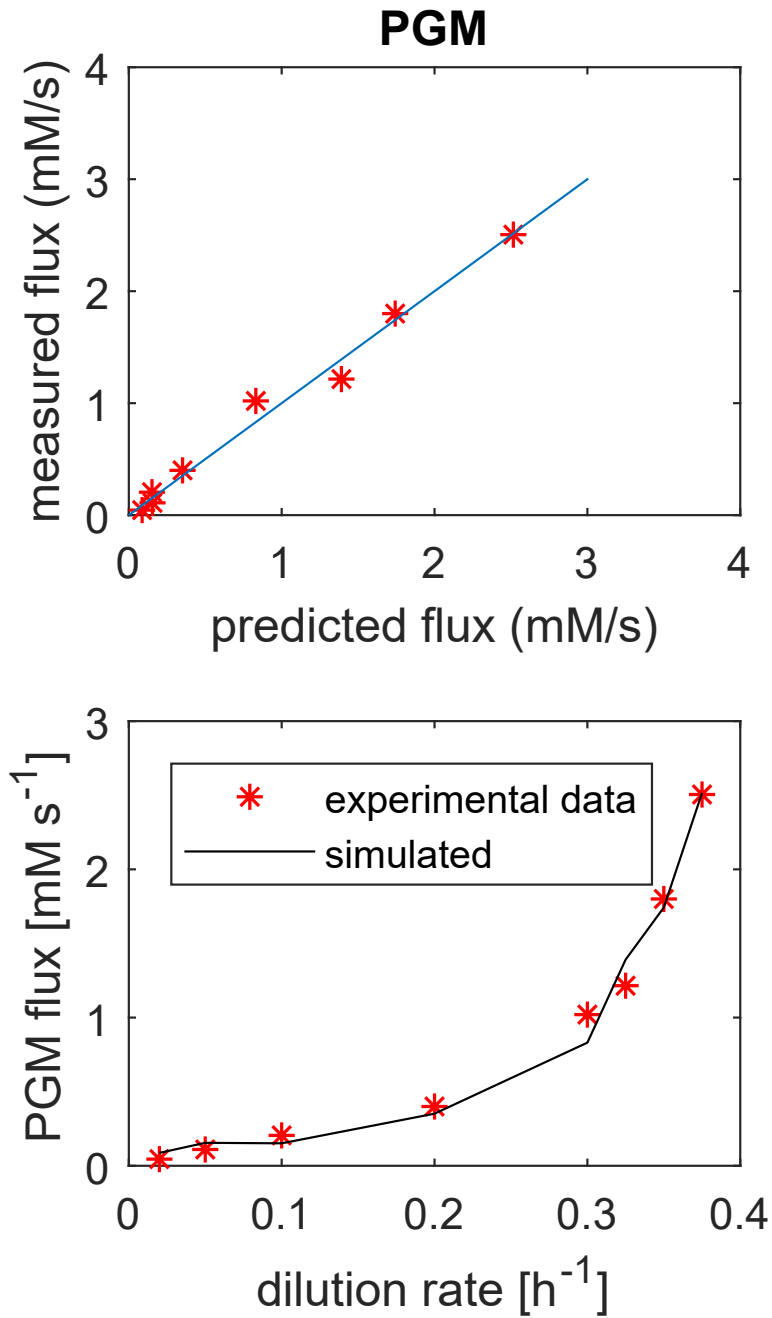 PGM
measured flux (mM/s)
4
3
2
1
0
0 1 2 3 4
predicted flux (mM/s)
PGM flux [mM s⁻¹]
3
2
1
0
experimental data
simulated
0 0.1 0.2 0.3 0.4
dilution rate [h⁻¹]